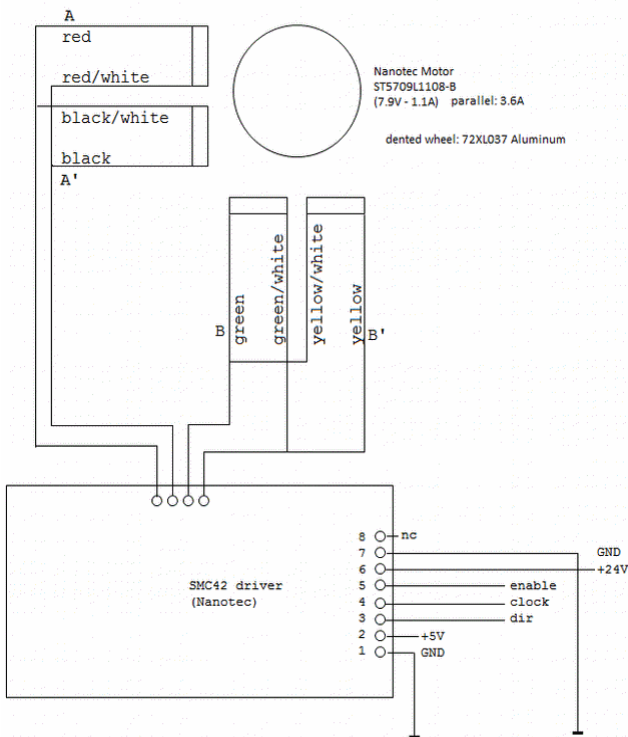 A
red
red/white
black/white
black
A'
Nanotec Motor
ST5709L1108-B
(7.9V - 1.1A) parallel: 3.6A
dented wheel: 72XL037 Aluminum
B
green
green/white
yellow/white
yellow
B'
SMC42 driver
(Nanotec)
8 nc
7 GND
6 +24V
5 enable
4 clock
3 dir
2 +5V
1 GND